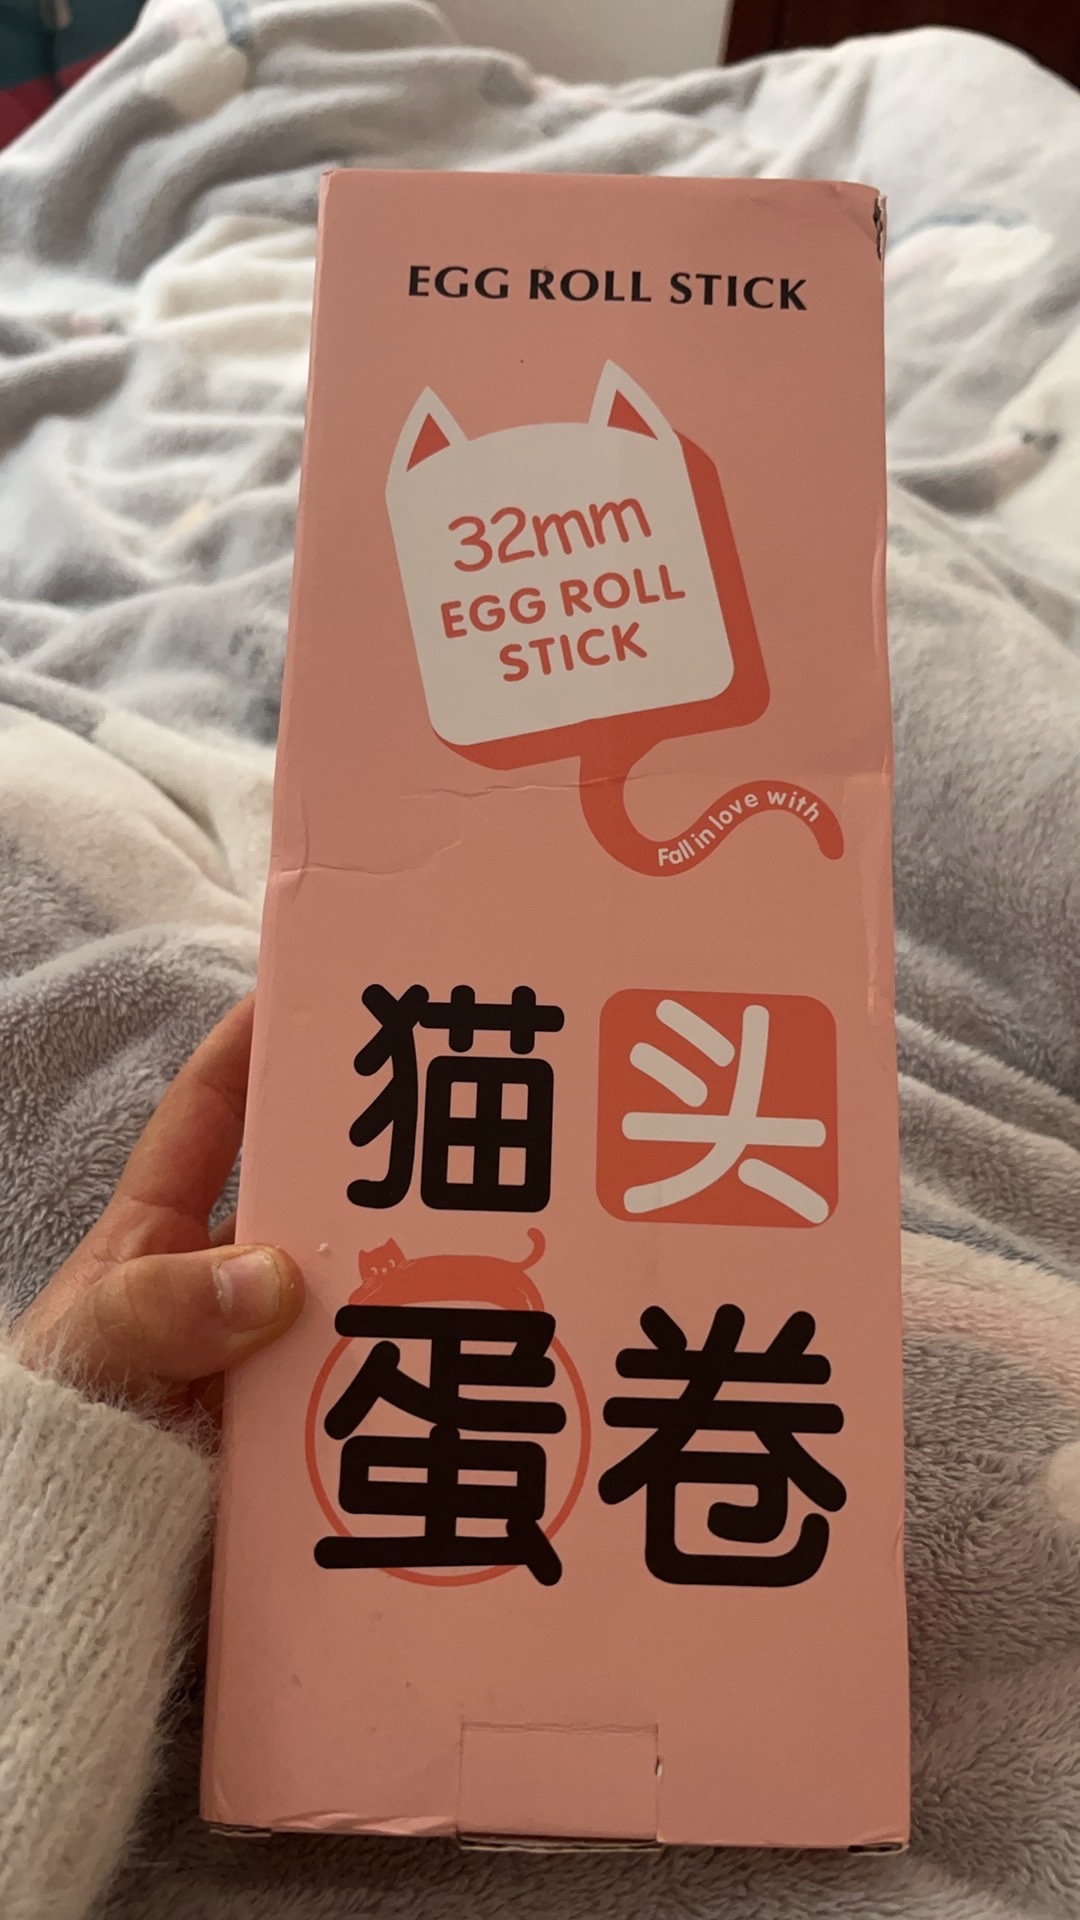 EGG ROLL STICK
32mm
EGG ROLL
STICK
Fall in love with
猫头
蛋卷